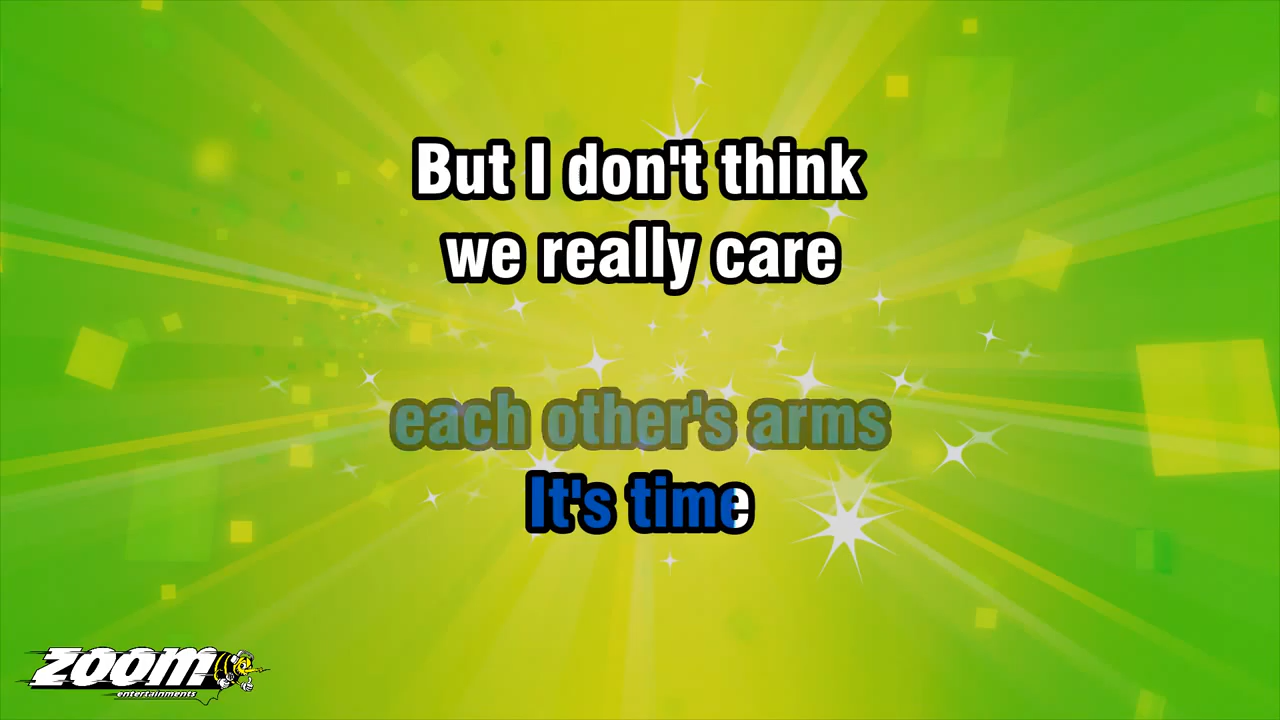 But I don't think
we really care
each other's arms
It's time
ZOOM
entertainments